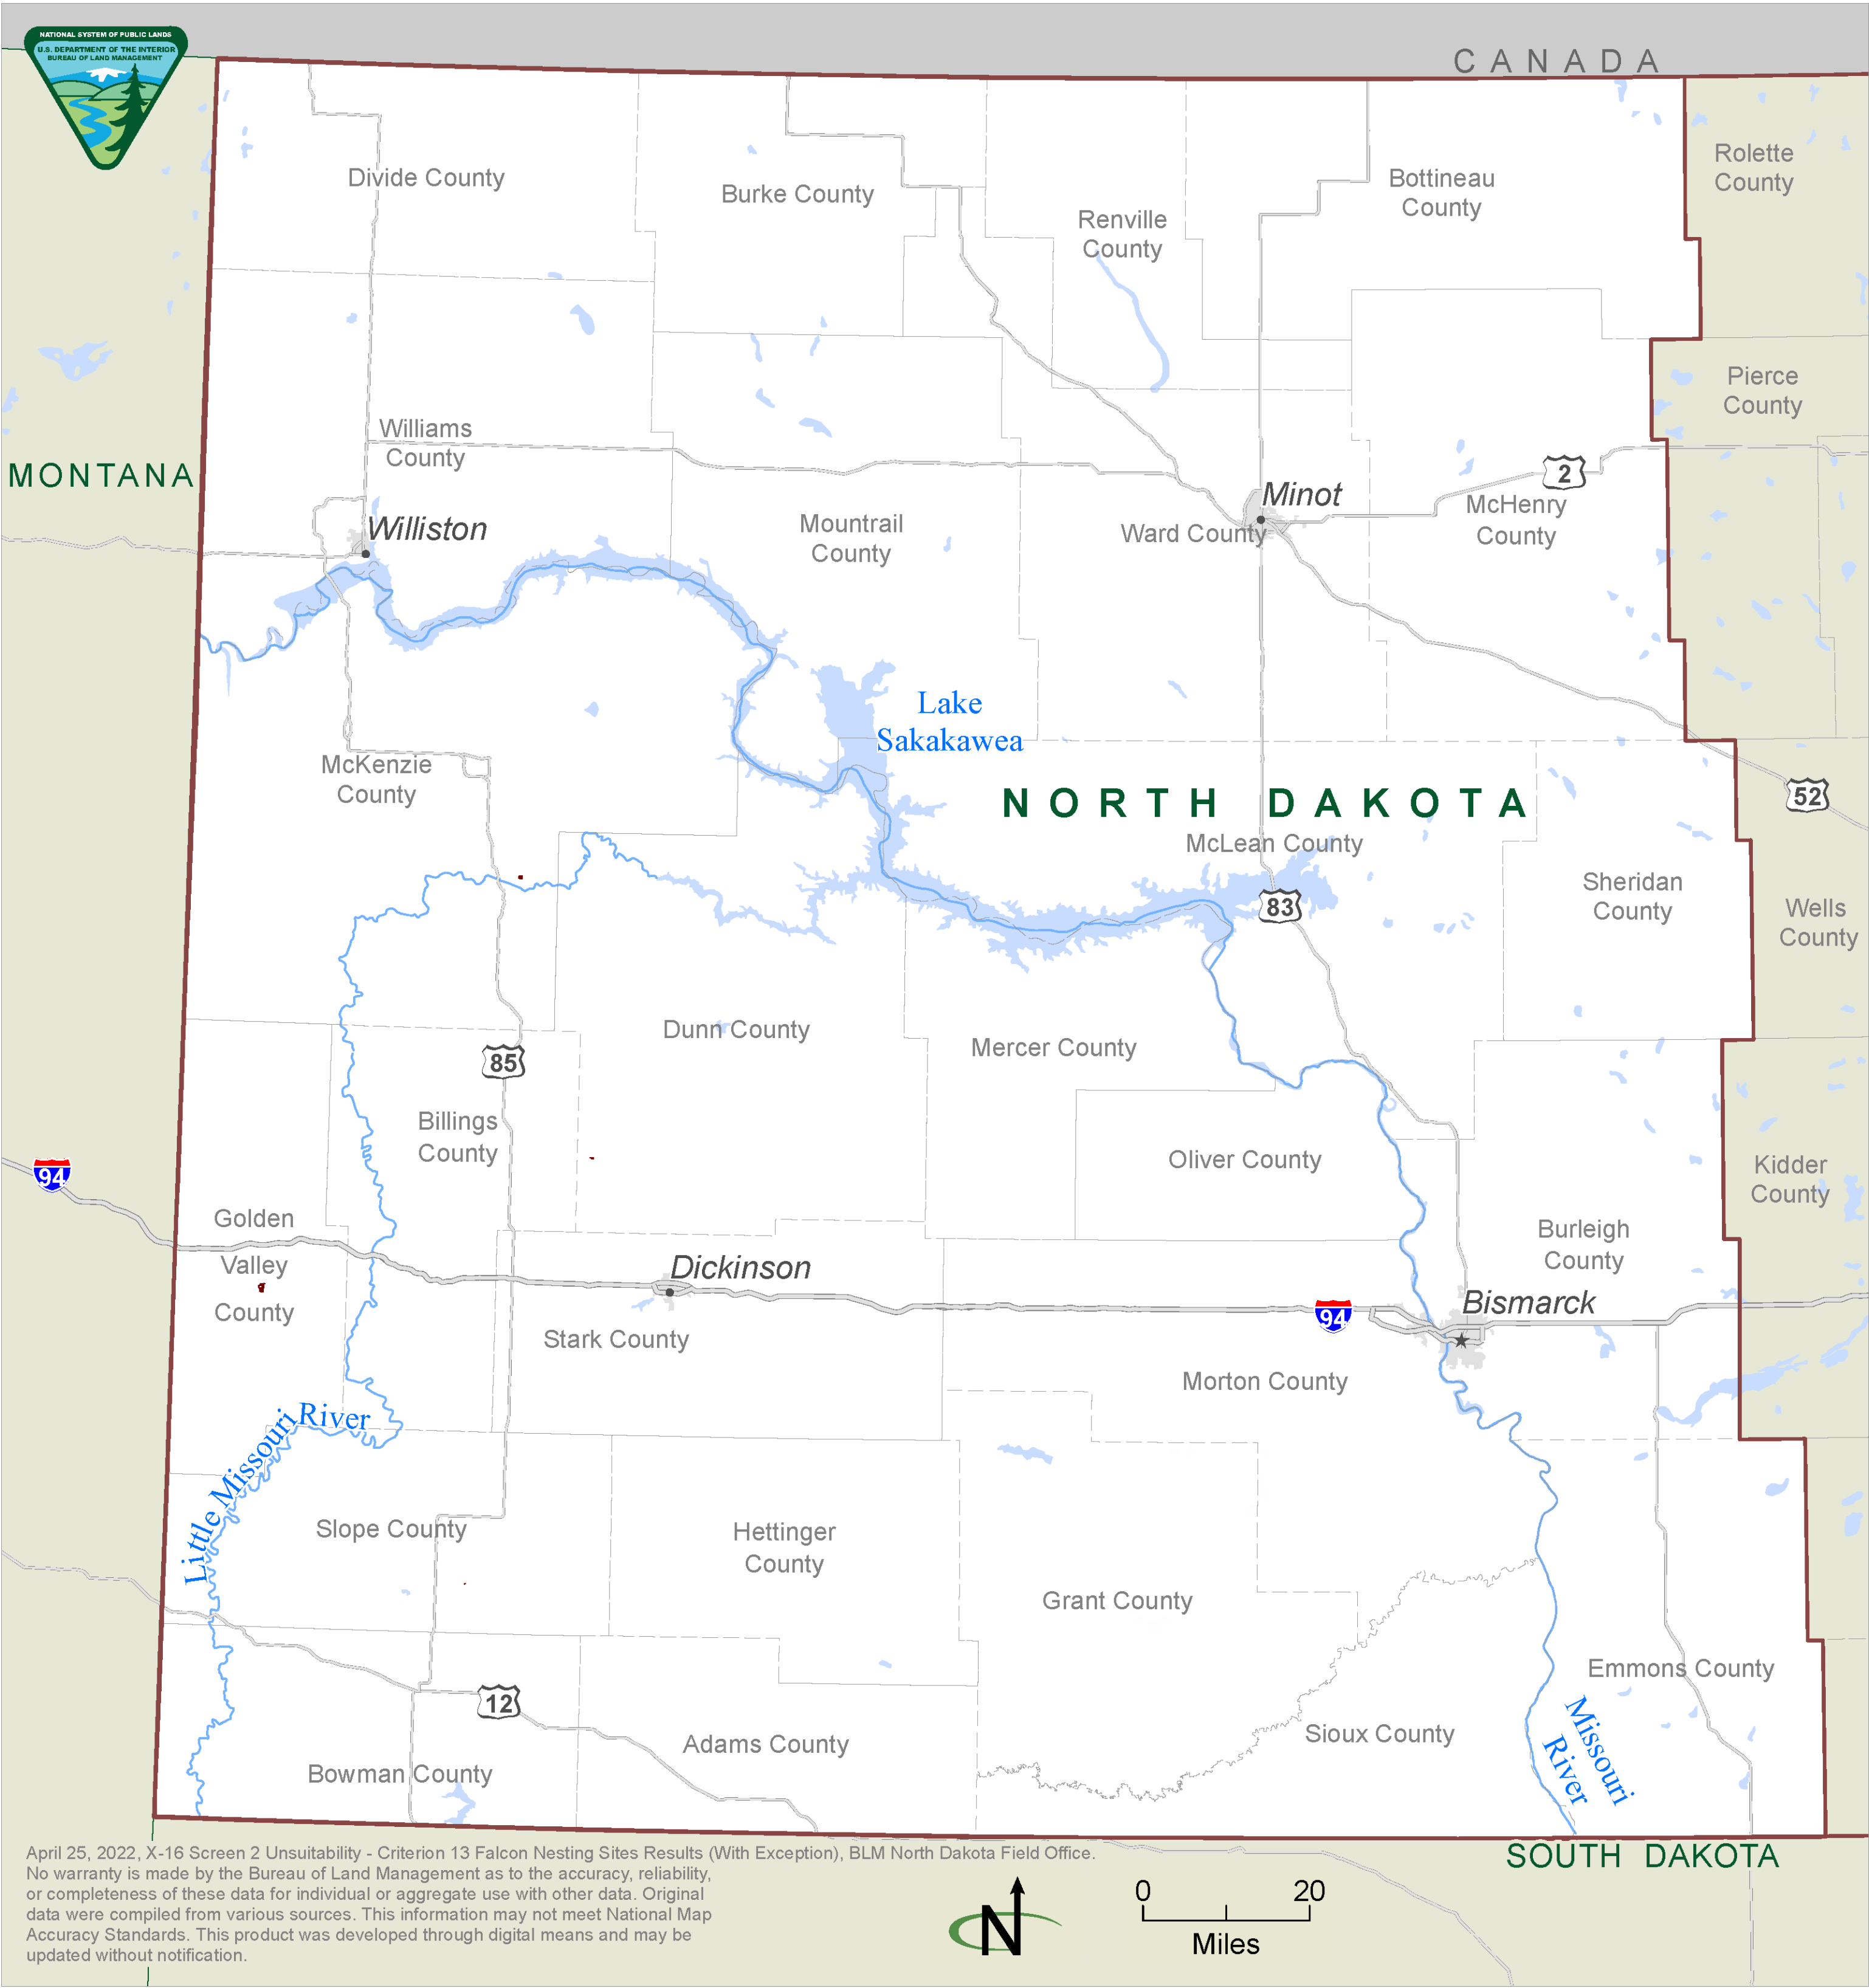 NATIONAL SYSTEM OF PUBLIC LANDS
U.S. DEPARTMENT OF THE INTERIOR
BUREAU OF LAND MANAGEMENT
CANADA
Rolette
County
Divide County
Burke County
Bottineau
County
Renville
County
Pierce
County
MONTANA
Williams
County
2
Minot
McHenry
County
Williston
Mountrail
County
Ward County
Lake
Sakakawea
McKenzie
County
NORTH DAKOTA
52
McLean County
83
Sheridan
County
Wells
County
Dunn County
Mercer County
85
Billings
County
94
Oliver County
Kidder
County
Golden
Valley
County
Burleigh
County
Dickinson
Bismarck
94
Stark County
Morton County
Little Missouri River
Slope County
Hettinger
County
Grant County
Emmons County
12
Sioux County
Missouri
River
Adams County
Bowman County
SOUTH DAKOTA
April 25, 2022, X-16 Screen 2 Unsuitability - Criterion 13 Falcon Nesting Sites Results (With Exception), BLM North Dakota Field Office.
No warranty is made by the Bureau of Land Management as to the accuracy, reliability,
or completeness of these data for individual or aggregate use with other data. Original
data were compiled from various sources. This information may not meet National Map
Accuracy Standards. This product was developed through digital means and may be
updated without notification.
N
0 20
Miles